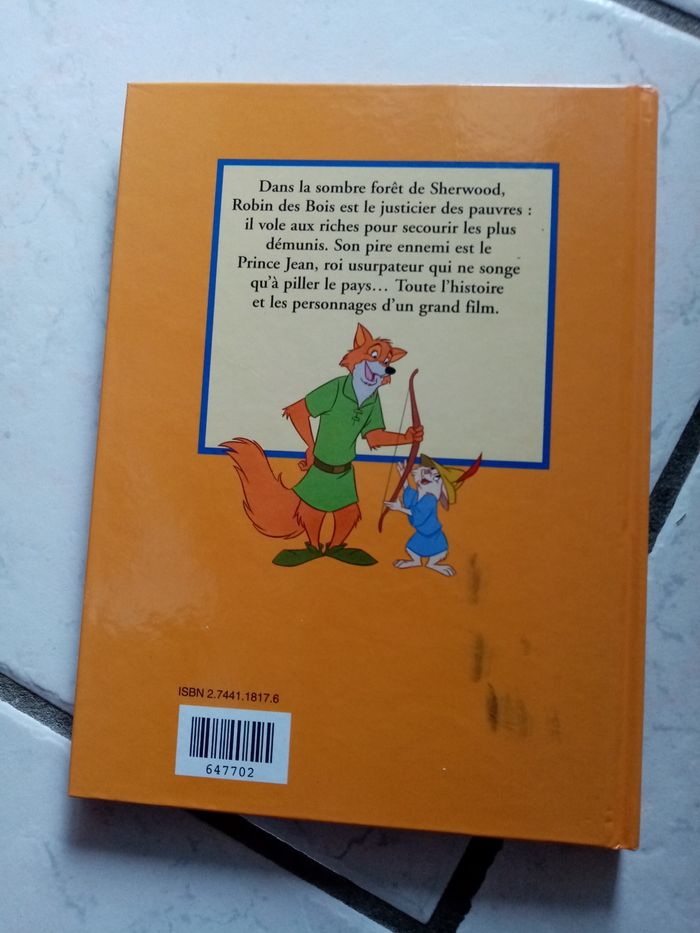 Dans la sombre forêt de Sherwood,
Robin des Bois est le justicier des pauvres :
il vole aux riches pour secourir les plus
démunis. Son pire ennemi est le
Prince Jean, roi usurpateur qui ne songe
qu’à piller le pays… Toute l’histoire
et les personnages d’un grand film.
ISBN 2.7441.1817.6
647702